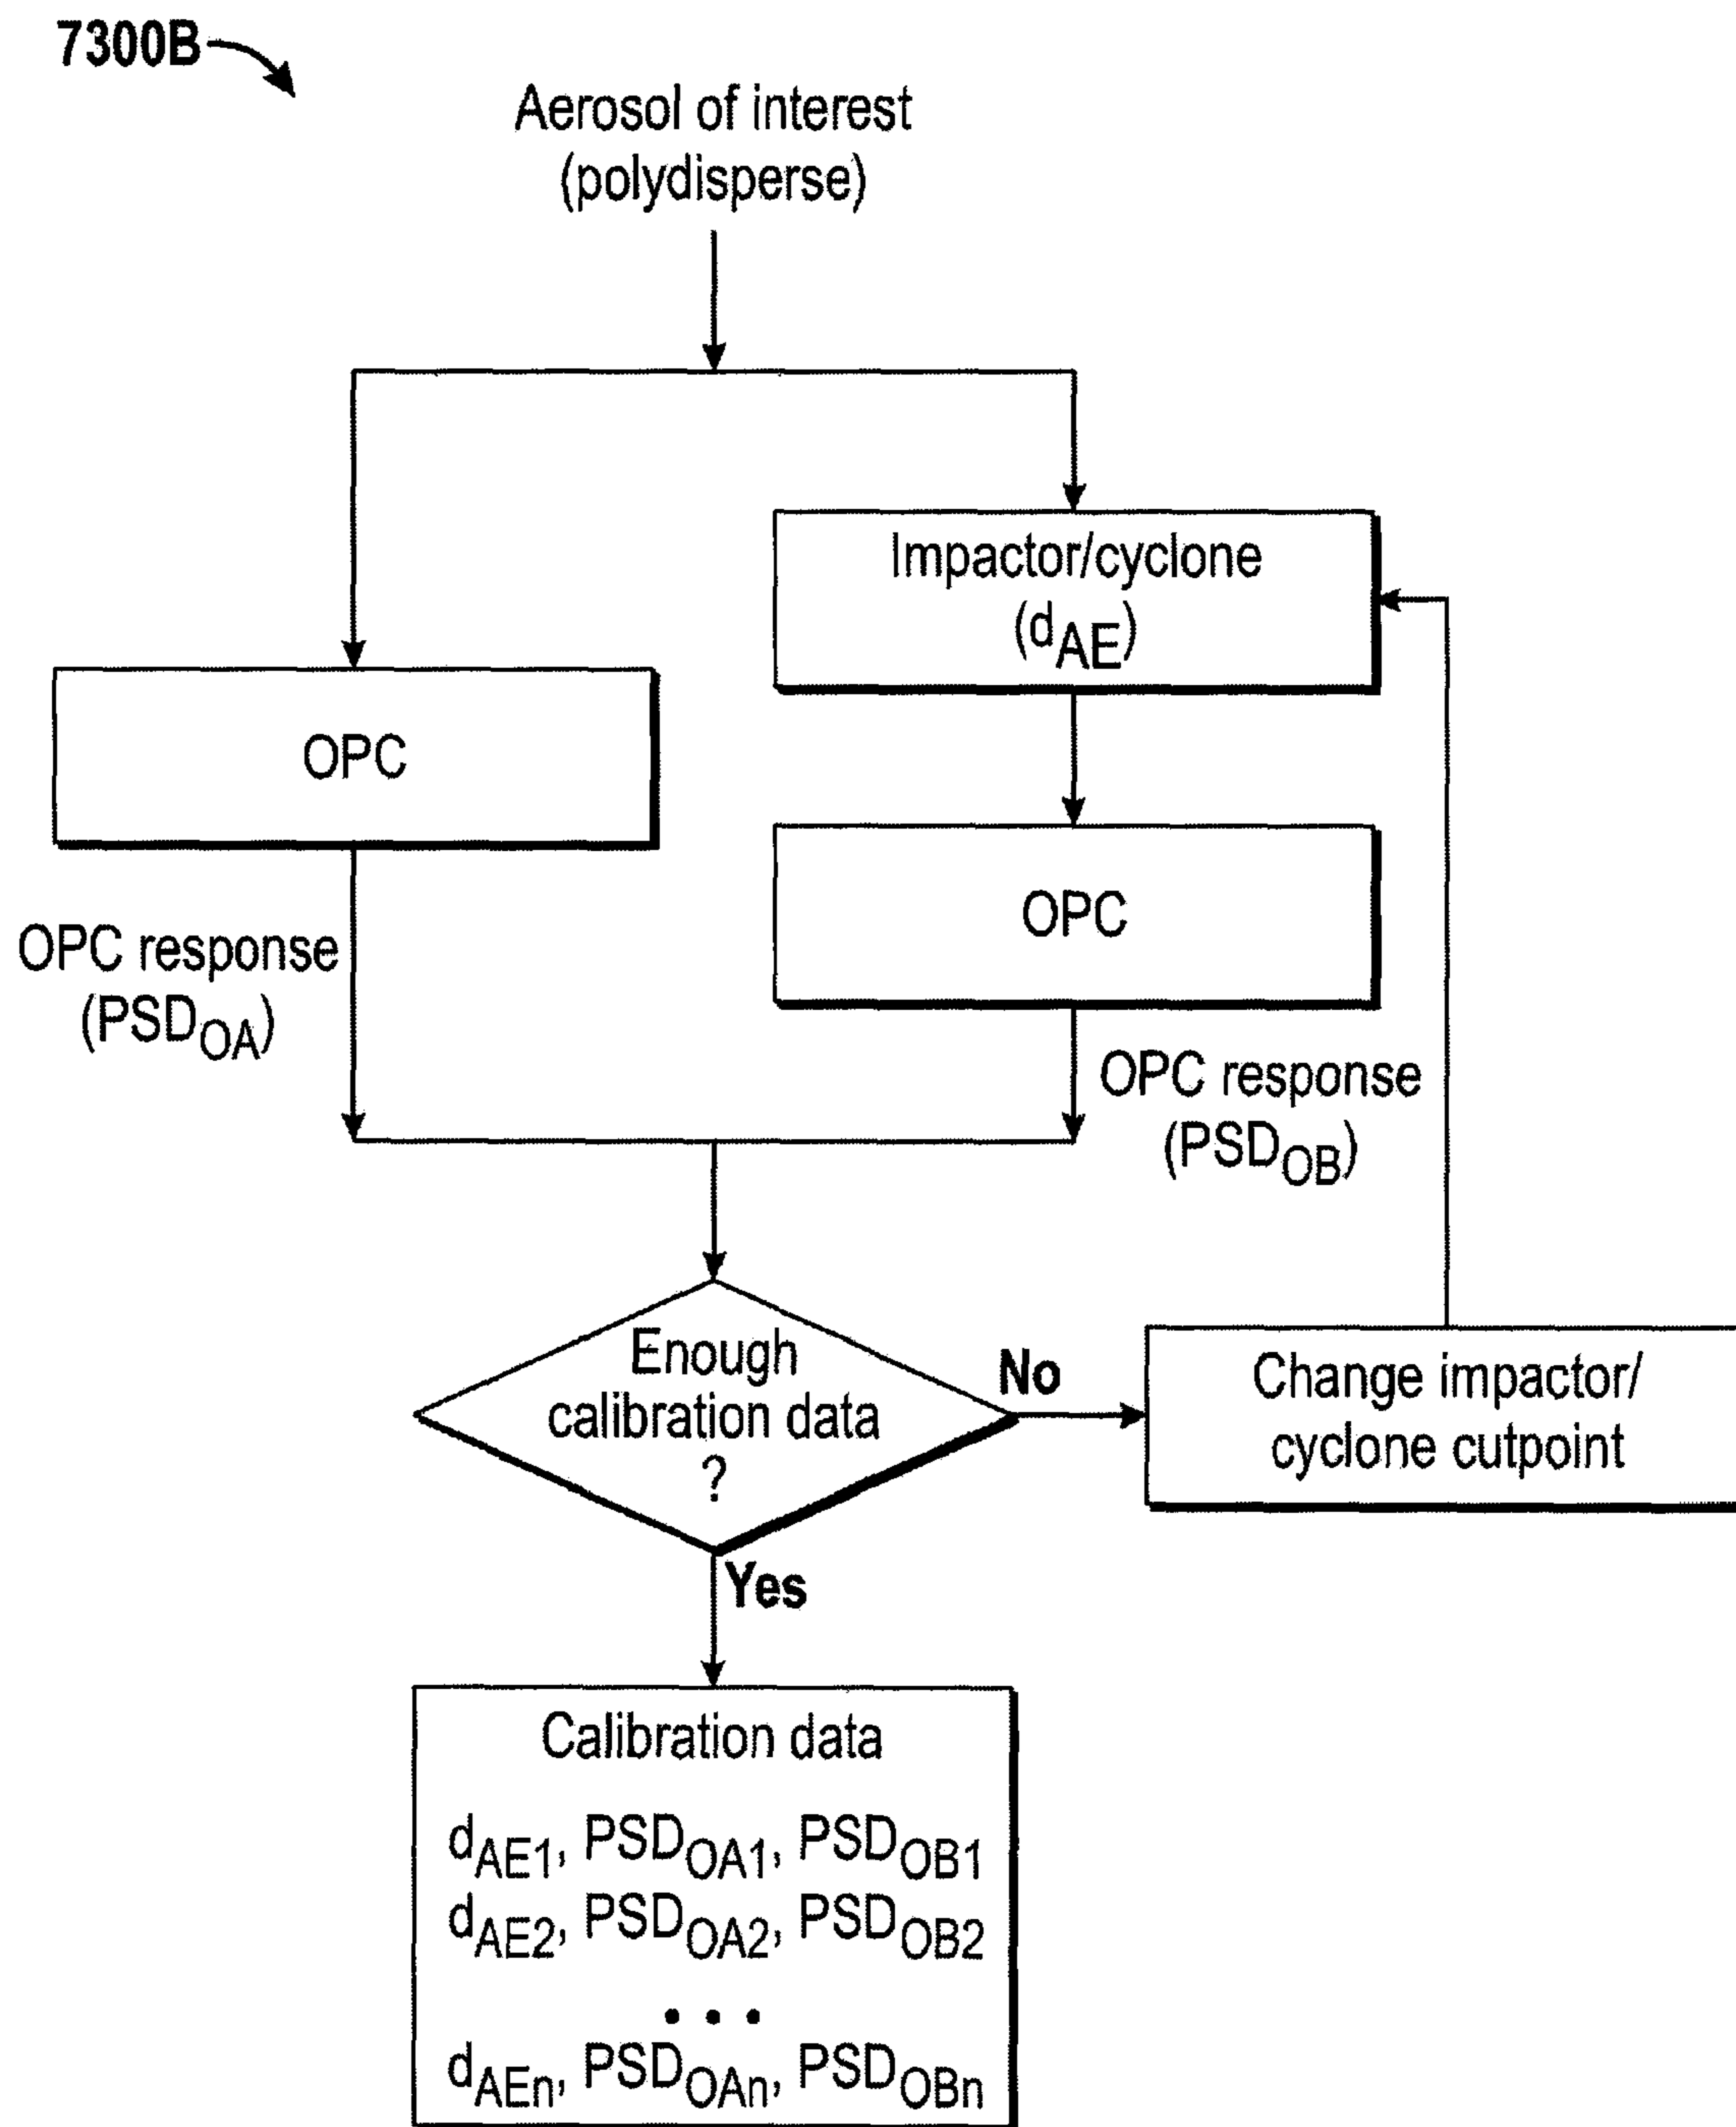 7300B
Aerosol of interest
(polydisperse)
Impactor/cyclone
(dAE)
OPC
OPC
OPC response
(PSDOA)
OPC response
(PSDOB)
Enough
calibration data
?
No
Change impactor/
cyclone cutpoint
Yes
Calibration data
dAE1, PSDOA1, PSDOB1
dAE2, PSDOA2, PSDOB2
• • •
dAEn, PSDOAn, PSDOBn